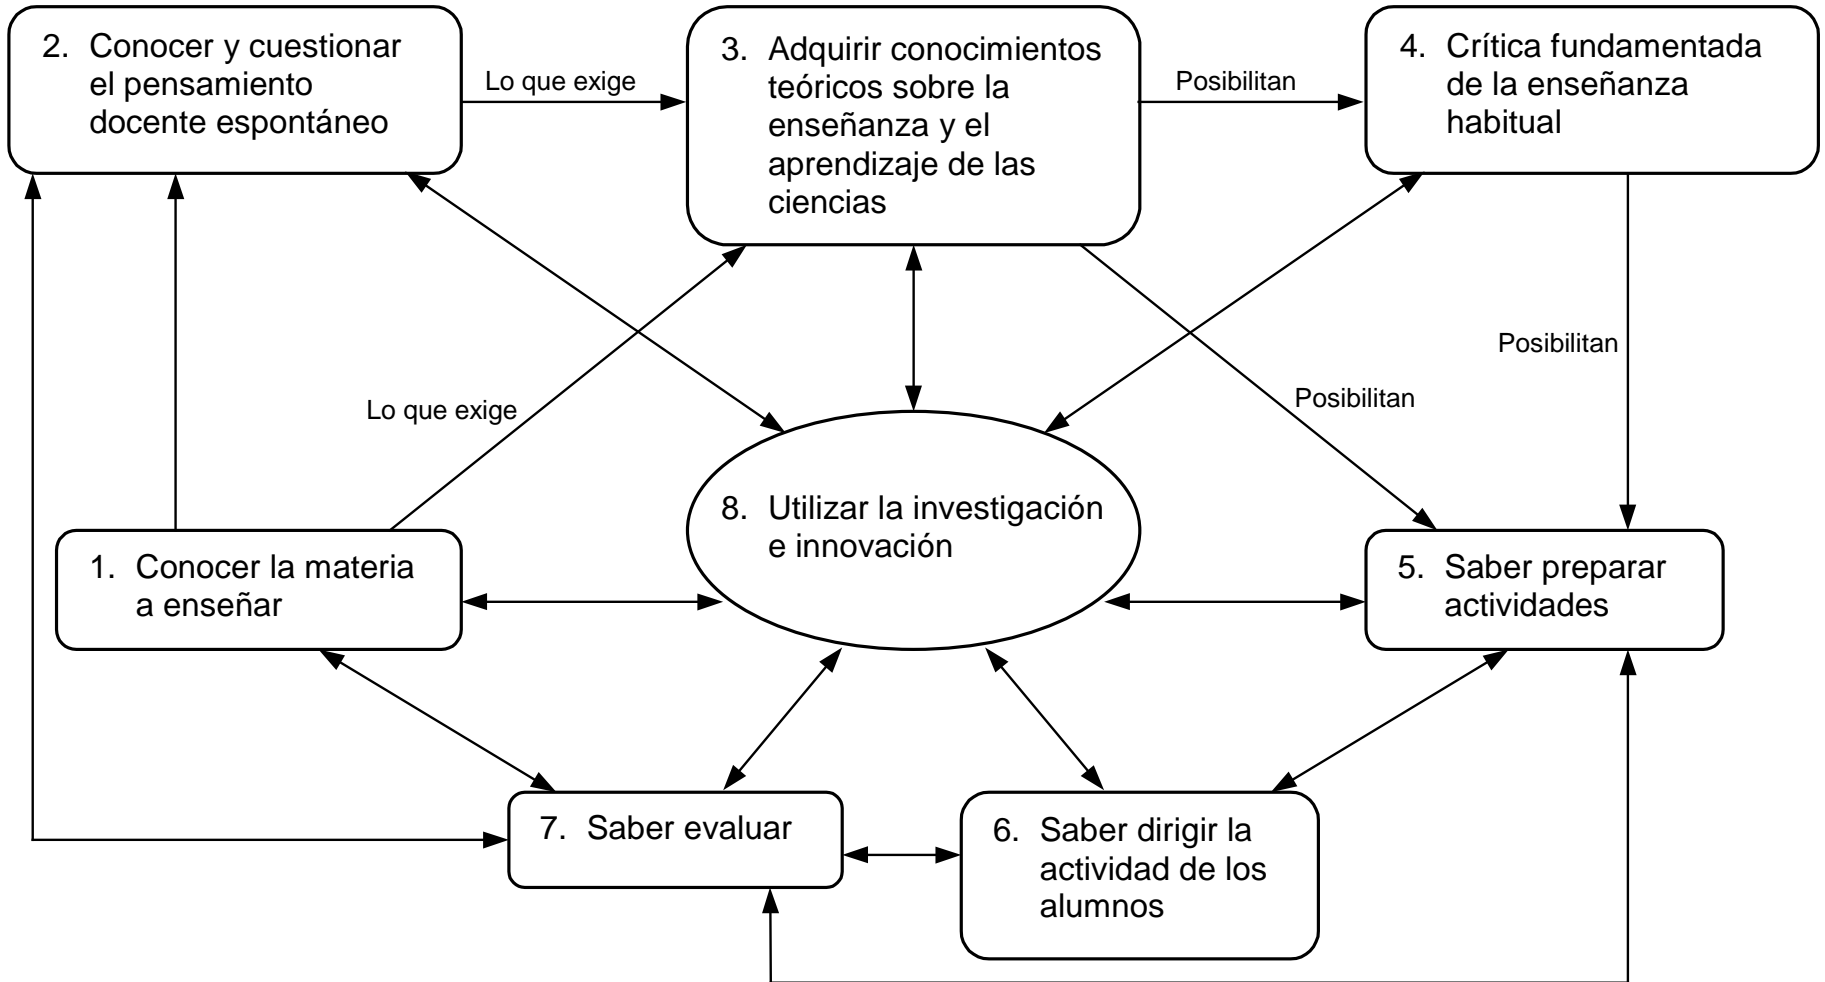 2. Conocer y cuestionar
el pensamiento
docente espontáneo
Lo que exige
3. Adquirir conocimientos
teóricos sobre la
enseñanza y el
aprendizaje de las
ciencias
Posibilitan
4. Crítica fundamentada
de la enseñanza
habitual
Posibilitan
Posibilitan
Lo que exige
8. Utilizar la investigación
e innovación
1. Conocer la materia
a enseñar
5. Saber preparar
actividades
7. Saber evaluar
6. Saber dirigir la
actividad de los
alumnos